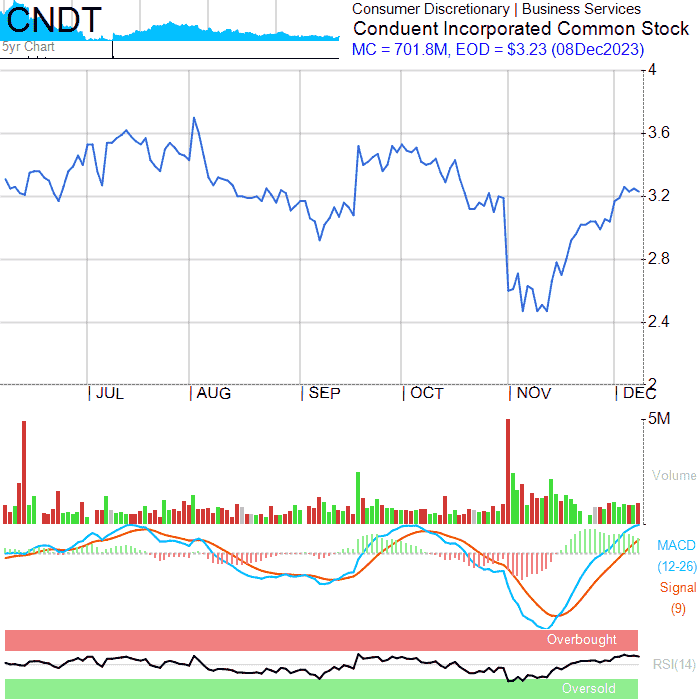 CNDT
5yr Chart
Consumer Discretionary | Business Services
Conduent Incorporated Common Stock
MC = 701.8M, EOD = $3.23 (08Dec2023)
4
3.6
3.2
2.8
2.4
2
JUL AUG SEP OCT NOV DEC
5M
Volume
MACD
(12-26)
Signal
(9)
Overbought
RSI(14)
Oversold